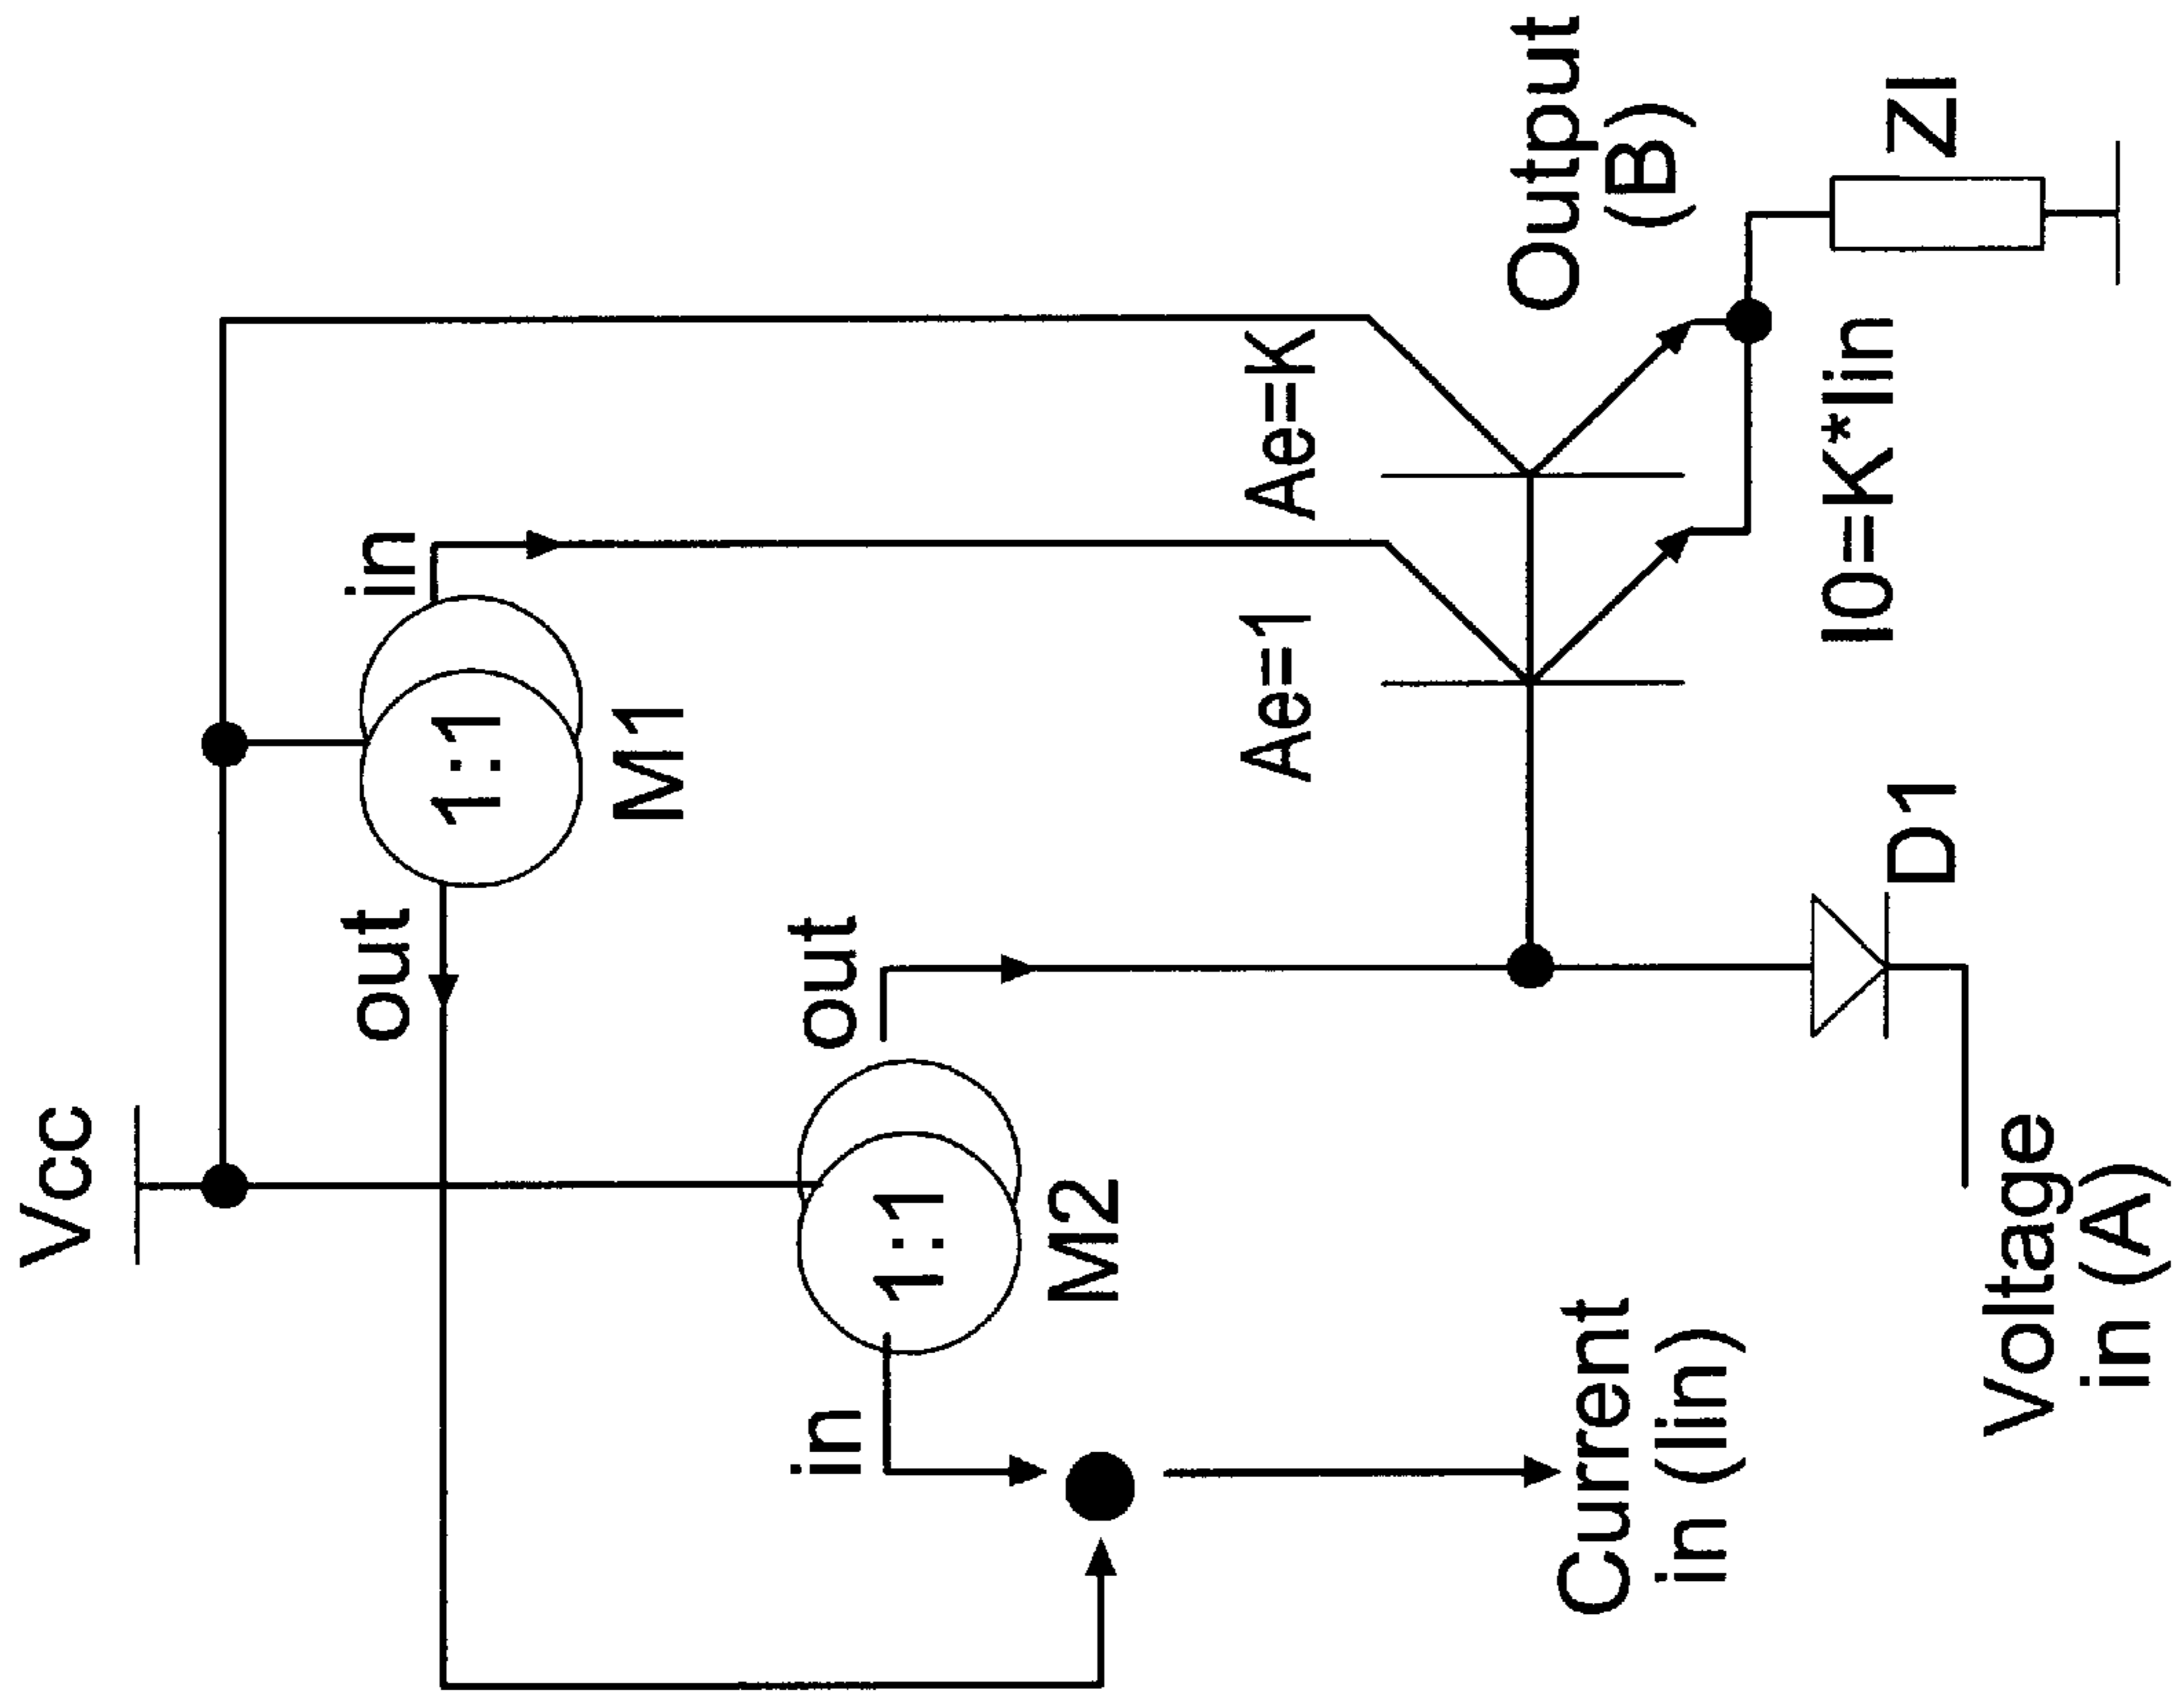 Vcc
out
in
1:1
M1
out
in
1:1
M2
Ae=1
Ae=K
Output
(B)
Current
in (Iin)
I0=K*Iin
D1
Zl
Voltage
in (A)